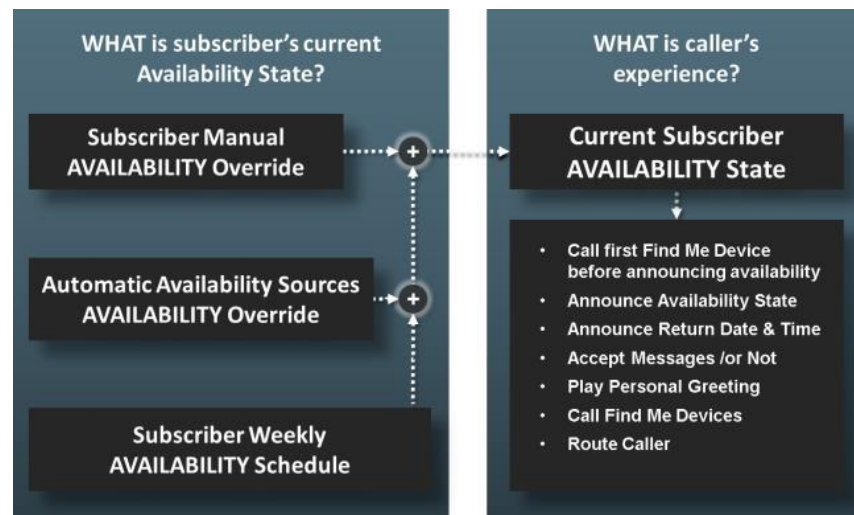 WHAT is subscriber's current
Availability State?
Subscriber Manual
AVAILABILITY Override
Automatic Availability Sources
AVAILABILITY Override
Subscriber Weekly
AVAILABILITY Schedule
WHAT is caller's
experience?
Current Subscriber
AVAILABILITY State
• Call first Find Me Device
before announcing availability
• Announce Availability State
• Announce Return Date & Time
• Accept Messages /or Not
• Play Personal Greeting
• Call Find Me Devices
• Route Caller